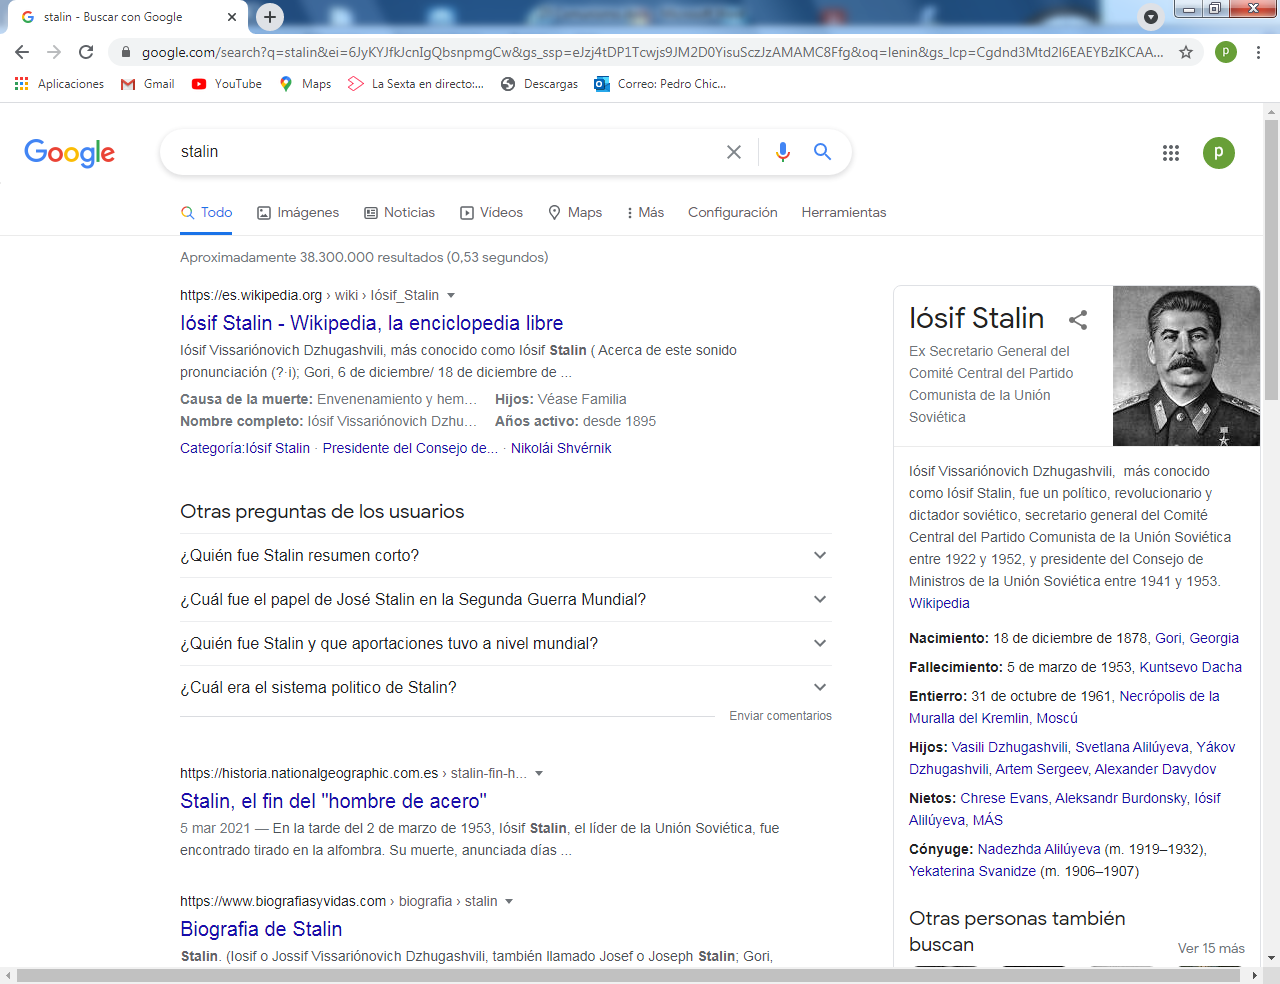 stalin - Buscar con Google
google.com/search?q=stalin&ei=6JyKYJfkJcnIgQbsnpmgCw&gs_ssp=eJzj4tDP1Tcwjs9JM2D0YisuSczJzAMAMC8Ffg&oq=lenin&gs_lcp=Cgdnd3Mtd2l6EAEYBzIKCAA...
P
Aplicaciones
Gmail
YouTube
Maps
La Sexta en directo:...
Descargas
Correo: Pedro Chic...
Google
stalin
P
Todo
Imágenes
Noticias
Vídeos
Maps
Más
Configuración
Herramientas
Aproximadamente 38.300.000 resultados (0,53 segundos)
https://es.wikipedia.org › wiki › Iósif_Stalin
Iósif Stalin - Wikipedia, la enciclopedia libre
Iósif Vissariónovich Dzhugashvili, más conocido como Iósif Stalin ( Acerca de este sonido
pronunciación (?·i); Gori, 6 de diciembre/ 18 de diciembre de ...
Causa de la muerte: Envenenamiento y hem... Hijos: Véase Familia
Nombre completo: Iósif Vissariónovich Dzhu... Años activo: desde 1895
Categoría:Iósif Stalin · Presidente del Consejo de... · Nikolái Shvérnik
Otras preguntas de los usuarios
¿Quién fue Stalin resumen corto?
¿Cuál fue el papel de José Stalin en la Segunda Guerra Mundial?
¿Quién fue Stalin y que aportaciones tuvo a nivel mundial?
¿Cuál era el sistema politico de Stalin?
Enviar comentarios
https://historia.nationalgeographic.com.es › stalin-fin-h...
Stalin, el fin del "hombre de acero"
5 mar 2021 — En la tarde del 2 de marzo de 1953, Iósif Stalin, el líder de la Unión Soviética, fue
encontrado tirado en la alfombra. Su muerte, anunciada días ...
https://www.biografiasyvidas.com › biografia › stalin
Biografia de Stalin
Stalin. (Iosif o Jossif Vissariónovich Dzhugashvili, también llamado Josef o Joseph Stalin; Gori,
Iósif Stalin
Ex Secretario General del
Comité Central del Partido
Comunista de la Unión
Soviética
Iósif Vissariónovich Dzhugashvili, más conocido
como Iósif Stalin, fue un político, revolucionario y
dictador soviético, secretario general del Comité
Central del Partido Comunista de la Unión Soviética
entre 1922 y 1952, y presidente del Consejo de
Ministros de la Unión Soviética entre 1941 y 1953.
Wikipedia
Nacimiento: 18 de diciembre de 1878, Gori, Georgia
Fallecimiento: 5 de marzo de 1953, Kuntsevo Dacha
Entierro: 31 de octubre de 1961, Necrópolis de la
Muralla del Kremlin, Moscú
Hijos: Vasili Dzhugashvili, Svetlana Alilúyeva, Yákov
Dzhugashvili, Artem Sergeev, Alexander Davydov
Nietos: Chrese Evans, Aleksandr Burdonsky, Iósif
Alilúyeva, MÁS
Cónyuge: Nadezhda Alilúyeva (m. 1919–1932),
Yekaterina Svanidze (m. 1906–1907)
Otras personas también
buscan
Ver 15 más